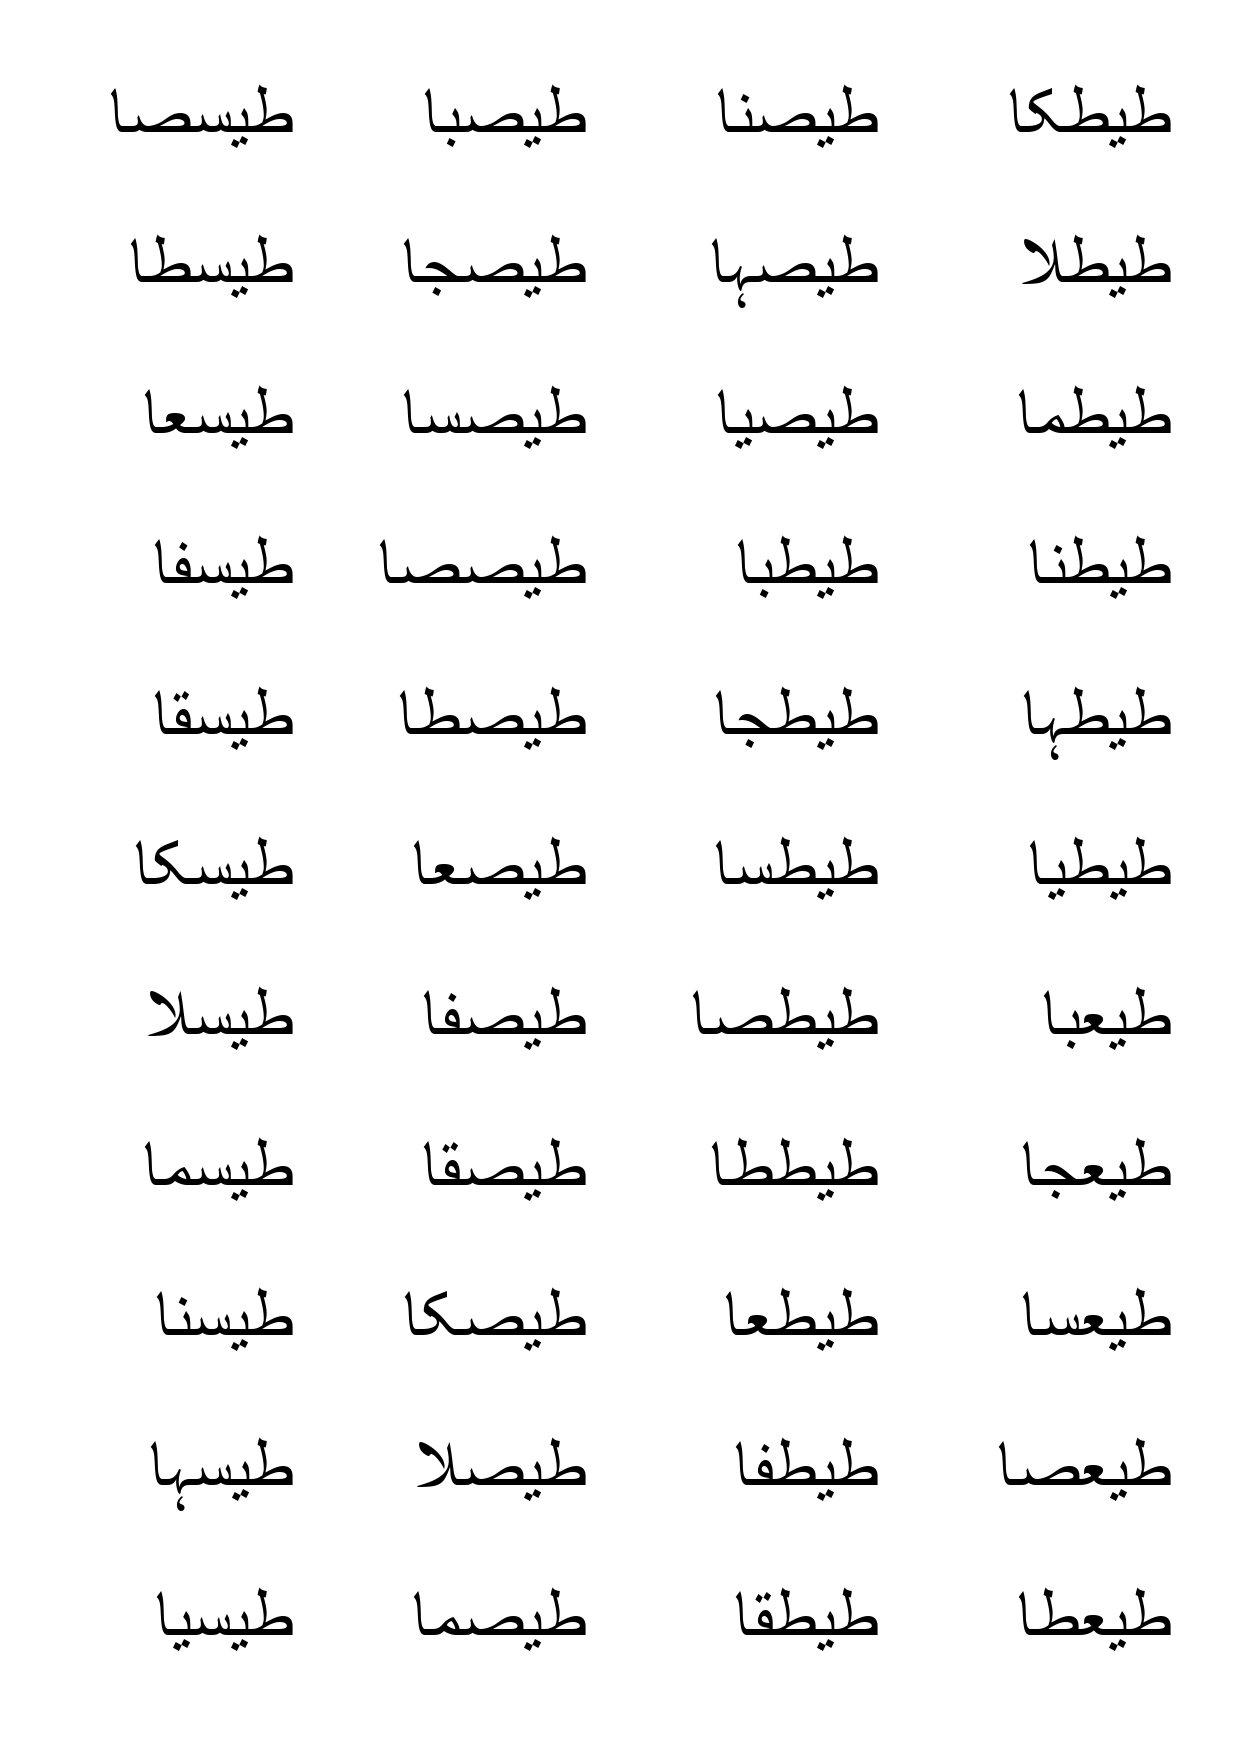 طيطكا طيصنا طيصبا طيسصا
طيطلا طيصہا طيصجا طيسطا
طيطما طيصيا طيصسا طيسعا
طيطنا طيطبا طيصصا طيسفا
طيطہا طيطجا طيصطا طيسقا
طيطيا طيطسا طيصعا طيسكا
طيعبا طيطصا طيصفا طيسلا
طيعجا طيططا طيصقا طيسما
طيعسا طيطعا طيصكا طيسنا
طيعصا طيطفا طيصلا طيسہا
طيعطا طيطقا طيصما طيسيا